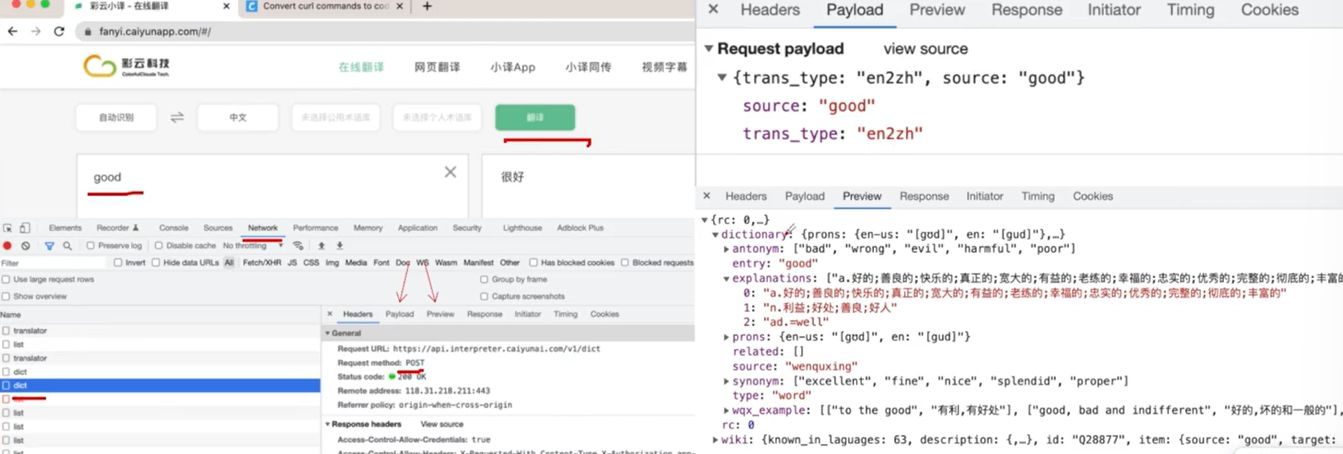 彩云小译 - 在线翻译
Convert curl commands to cod
fanyi.caiyunapp.com/#/
彩云科技
ColorfulClouds Tech.
在线翻译 网页翻译 小译App 小译同传 视频字幕
自动识别 中文 未选择公用术语库 未选择个人术语库 翻译
good
很好
Elements Recorder Console Sources Network Performance Memory Application Security Lighthouse Adblock Plus
Preserve log Disable cache No throttling
Filter Invert Hide data URLs All Fetch/XHR JS CSS Img Media Font Doc WS Wasm Manifest Other Has blocked cookies Blocked requests
Use large request rows Group by frame
Show overview Capture screenshots
Name
translator
list
translator
dict
dict
list
list
list
Headers Payload Preview Response Initiator Timing Cookies
General
Request URL: https://api.interpreter.caiyunai.com/v1/dict
Request method: POST
Status code: 200 OK
Remote address: 118.31.218.211:443
Referrer policy: origin-when-cross-origin
Response headers View source
Access-Control-Allow-Credentials: true
Headers Payload Preview Response Initiator Timing Cookies
Request payload view source
{trans_type: "en2zh", source: "good"}
source: "good"
trans_type: "en2zh"
Headers Payload Preview Response Initiator Timing Cookies
{rc: 0,…}
dictionary: {prons: {en-us: "[gʊd]", en: "[gud]"},…}
antonym: ["bad", "wrong", "evil", "harmful", "poor"]
entry: "good"
explanations: ["a.好的;善良的;快乐的;真正的;宽大的;有益的;老练的;幸福的;忠实的;优秀的;完整的;彻底的;丰富的
0: "a.好的;善良的;快乐的;真正的;宽大的;有益的;老练的;幸福的;忠实的;优秀的;完整的;彻底的;丰富的"
1: "n.利益;好处;善良;好人"
2: "ad.=well"
prons: {en-us: "[gʊd]", en: "[gud]"}
related: []
source: "wenquxing"
synonym: ["excellent", "fine", "nice", "splendid", "proper"]
type: "word"
wqx_example: [["to the good", "有利,有好处"], ["good, bad and indifferent", "好的,坏的和一般的"],
rc: 0
wiki: {known_in_laguages: 63, description: {,…}, id: "Q28877", item: {source: "good", target: